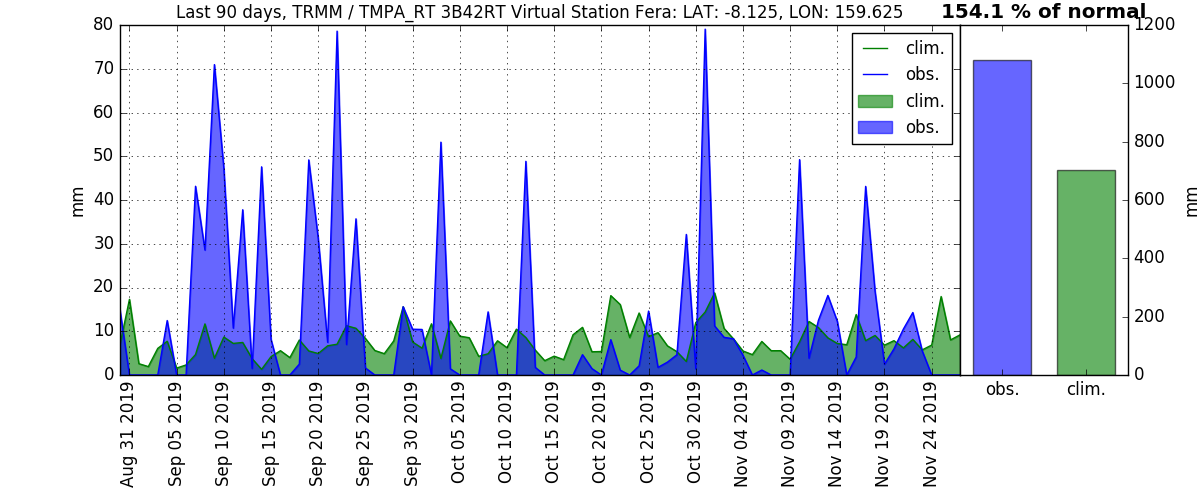 Last 90 days, TRMM / TMPA_RT 3B42RT Virtual Station Fera: LAT: -8.125, LON: 159.625
154.1 % of normal
80
70
60
50
40
30
20
10
0
mm
clim.
obs.
clim.
obs.
1200
1000
800
600
400
200
0
mm
obs.
clim.
Aug 31 2019
Sep 05 2019
Sep 10 2019
Sep 15 2019
Sep 20 2019
Sep 25 2019
Sep 30 2019
Oct 05 2019
Oct 10 2019
Oct 15 2019
Oct 20 2019
Oct 25 2019
Oct 30 2019
Nov 04 2019
Nov 09 2019
Nov 14 2019
Nov 19 2019
Nov 24 2019